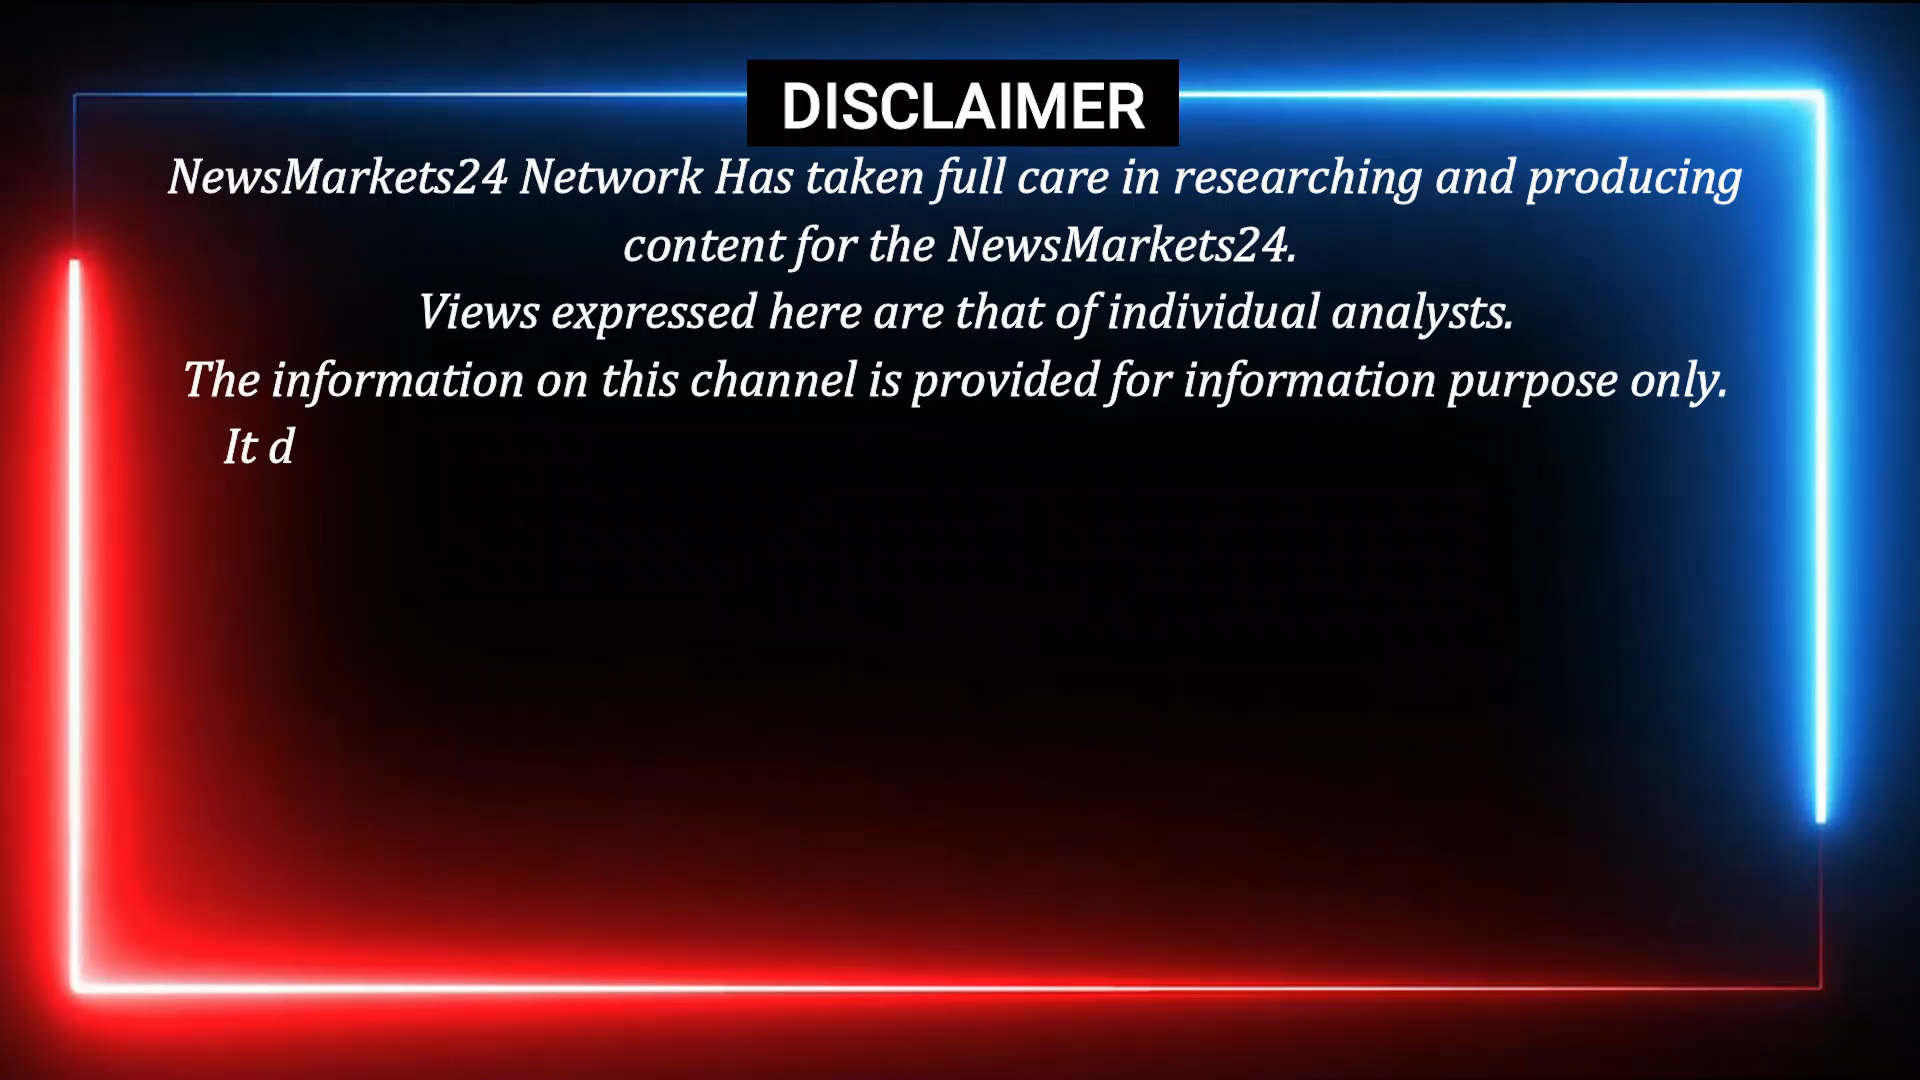 DISCLAIMER
NewsMarkets24 Network Has taken full care in researching and producing
content for the NewsMarkets24.
Views expressed here are that of individual analysts.
The information on this channel is provided for information purpose only.
It d